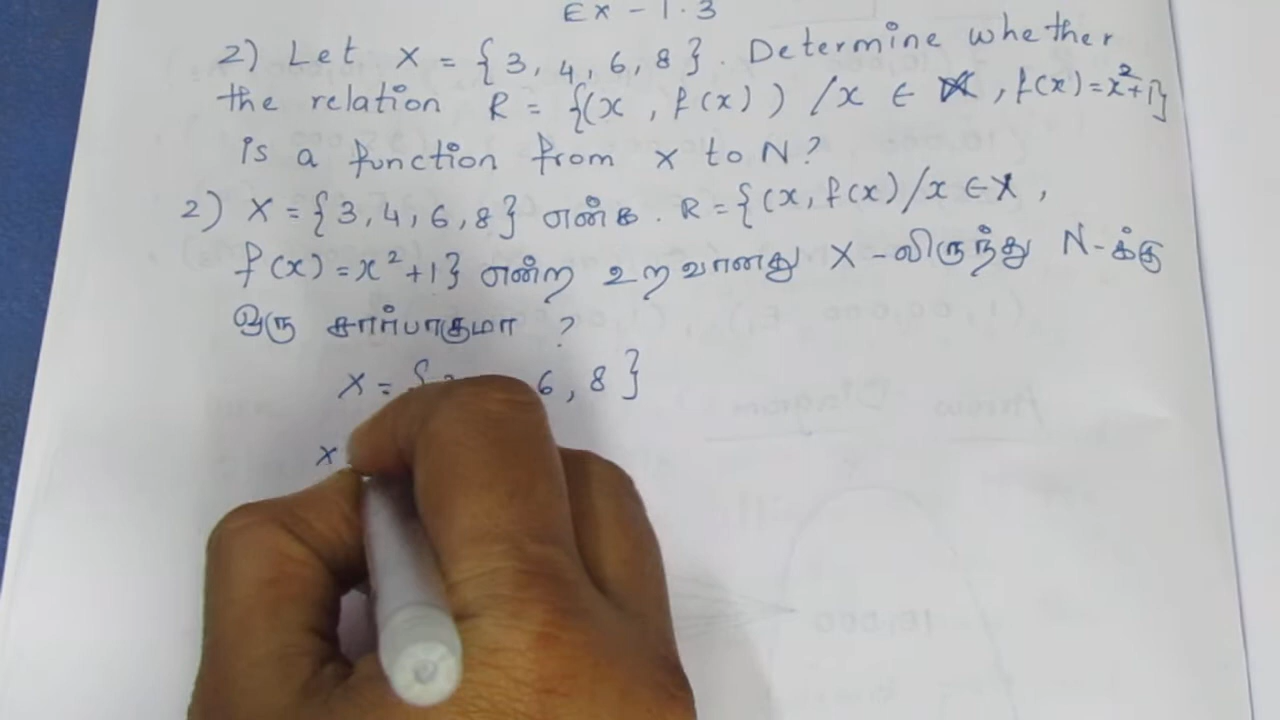 Ex - 1.3
2) Let X = {3, 4, 6, 8}. Determine whether
the relation R = {(x, f(x)) / x ∈ X, f(x) = x²+1}
is a function from x to N?
2) X = {3, 4, 6, 8} என்க. R = {(x, f(x) / x ∈ X,
f(x) = x² +1} என்ற உறவானது X -லிருந்து N-க்கு
ஒரு சார்பாகுமா ?
X = { 6, 8 }
x